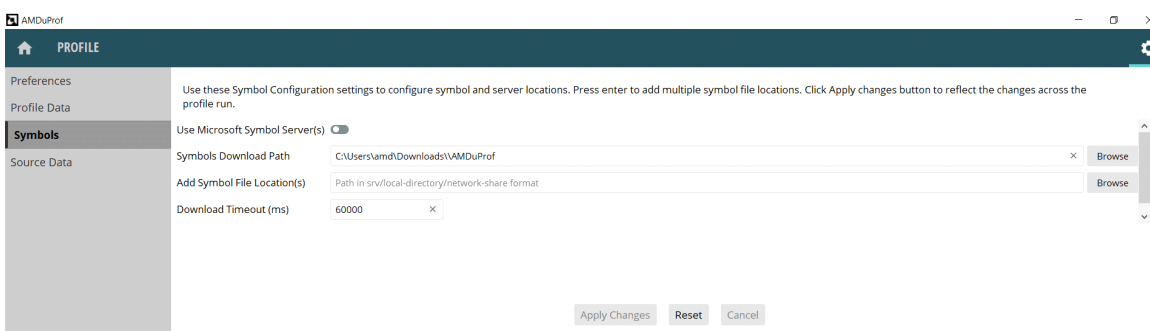 AMDuProf
PROFILE
Preferences
Profile Data
Symbols
Source Data
Use these Symbol Configuration settings to configure symbol and server locations. Press enter to add multiple symbol file locations. Click Apply changes button to reflect the changes across the
profile run.
Use Microsoft Symbol Server(s)
Symbols Download Path C:\Users\amd\Downloads\\AMDuProf Browse
Add Symbol File Location(s) Path in srv/local-directory/network-share format Browse
Download Timeout (ms) 60000
Apply Changes Reset Cancel